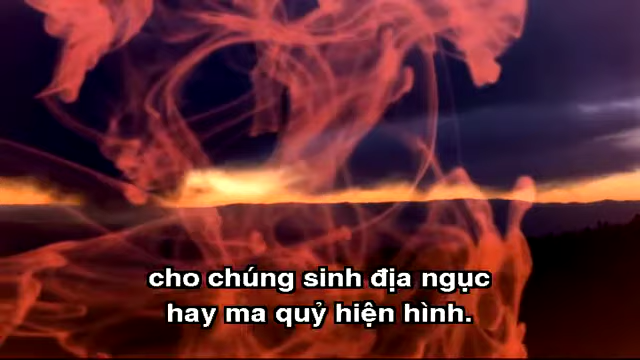 cho chúng sinh địa ngục
hay ma quỷ hiện hình.